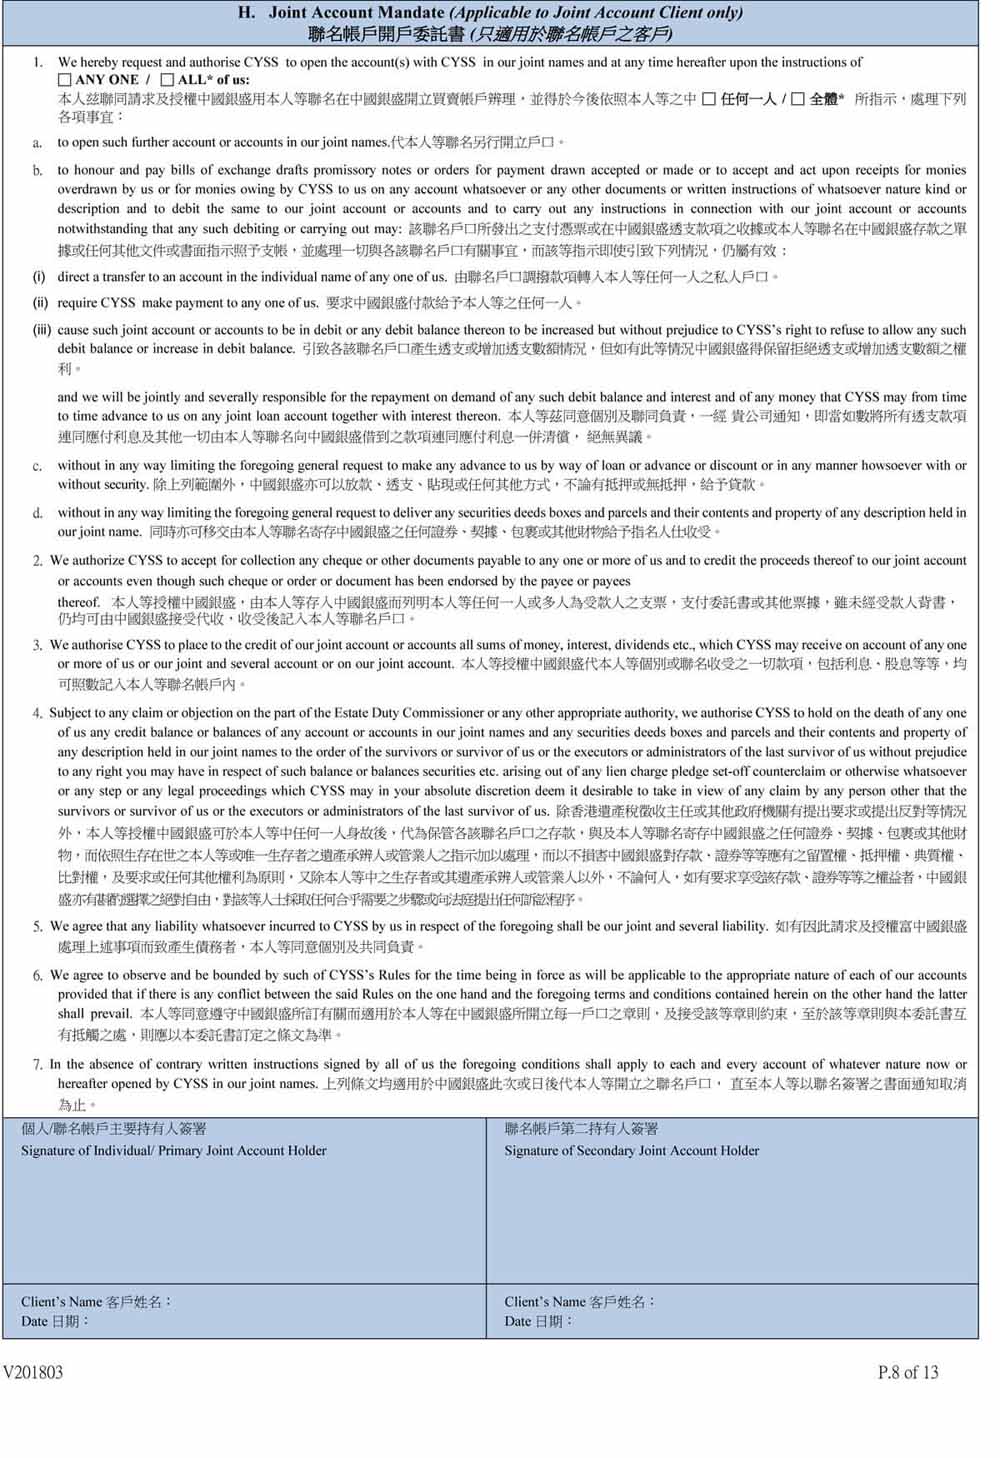 H. Joint Account Mandate (Applicable to Joint Account Client only)
聯名帳戶開戶委託書 (只適用於聯名帳戶之客戶)
1. We hereby request and authorise CYSS to open the account(s) with CYSS in our joint names and at any time hereafter upon the instructions of
☐ ANY ONE / ☐ ALL* of us:
本人茲聯同請求及授權中國銀盛用本人等聯名在中國銀盛開立買賣帳戶辨理，並得於今後依照本人等之中 ☐ 任何一人 / ☐ 全體* 所指示，處理下列
各項事宜：
a. to open such further account or accounts in our joint names.代本人等聯名另行開立戶口。
b. to honour and pay bills of exchange drafts promissory notes or orders for payment drawn accepted or made or to accept and act upon receipts for monies
overdrawn by us or for monies owing by CYSS to us on any account whatsoever or any other documents or written instructions of whatsoever nature kind or
description and to debit the same to our joint account or accounts and to carry out any instructions in connection with our joint account or accounts
notwithstanding that any such debiting or carrying out may: 該聯名戶口所發出之支付憑票或在中國銀盛透支款項之收據或本人等聯名在中國銀盛存款之單
據或任何其他文件或書面指示照予支帳，並處理一切與各該聯名戶口有關事宜，而該等指示即使引致下列情況，仍屬有效：
(i) direct a transfer to an account in the individual name of any one of us. 由聯名戶口調撥款項轉入本人等任何一人之私人戶口。
(ii) require CYSS make payment to any one of us. 要求中國銀盛付款給予本人等之任何一人。
(iii) cause such joint account or accounts to be in debit or any debit balance thereon to be increased but without prejudice to CYSS's right to refuse to allow any such
debit balance or increase in debit balance. 引致各該聯名戶口產生透支或增加透支數額情況，但如有此等情況中國銀盛得保留拒絕透支或增加透支數額之權
利。
and we will be jointly and severally responsible for the repayment on demand of any such debit balance and interest and of any money that CYSS may from time
to time advance to us on any joint loan account together with interest thereon. 本人等茲同意個別及聯同負責，一經 貴公司通知，即當如數將所有透支款項
連同應付利息及其他一切由本人等聯名向中國銀盛借到之款項連同應付利息一併清償， 絕無異議。
c. without in any way limiting the foregoing general request to make any advance to us by way of loan or advance or discount or in any manner howsoever with or
without security. 除上列範圍外，中國銀盛亦可以放款、透支、貼現或任何其他方式，不論有抵押或無抵押，給予貸款。
d. without in any way limiting the foregoing general request to deliver any securities deeds boxes and parcels and their contents and property of any description held in
our joint name. 同時亦可移交由本人等聯名寄存中國銀盛之任何證券、契據、包裹或其他財物給予指名人仕收受。
2. We authorize CYSS to accept for collection any cheque or other documents payable to any one or more of us and to credit the proceeds thereof to our joint account
or accounts even though such cheque or order or document has been endorsed by the payee or payees
thereof. 本人等授權中國銀盛，由本人等存入中國銀盛而列明本人等任何一人或多人為受款人之支票，支付委託書或其他票據，雖未經受款人背書，
仍均可由中國銀盛接受代收，收受後記入本人等聯名戶口。
3. We authorise CYSS to place to the credit of our joint account or accounts all sums of money, interest, dividends etc., which CYSS may receive on account of any one
or more of us or our joint and several account or on our joint account. 本人等授權中國銀盛代本人等個別或聯名收受之一切款項，包括利息、股息等等，均
可照數記入本人等聯名帳戶內。
4. Subject to any claim or objection on the part of the Estate Duty Commissioner or any other appropriate authority, we authorise CYSS to hold on the death of any one
of us any credit balance or balances of any account or accounts in our joint names and any securities deeds boxes and parcels and their contents and property of
any description held in our joint names to the order of the survivors or survivor of us or the executors or administrators of the last survivor of us without prejudice
to any right you may have in respect of such balance or balances securities etc. arising out of any lien charge pledge set-off counterclaim or otherwise whatsoever
or any step or any legal proceedings which CYSS may in your absolute discretion deem it desirable to take in view of any claim by any person other that the
survivors or survivor of us or the executors or administrators of the last survivor of us. 除香港遺產稅徵收主任或其他政府機關有提出要求或提出反對等情況
外，本人等授權中國銀盛可於本人等中任何一人身故後，代為保管各該聯名戶口之存款，與及本人等聯名寄存中國銀盛之任何證券、契據、包裹或其他財
物，而依照生存在世之本人等或唯一生存者之遺產承辨人或管業人之指示加以處理，而以不損害中國銀盛對存款、證券等等應有之留置權、抵押權、典質權、
比對權，及要求或任何其他權利為原則，又除本人等中之生存者或其遺產承辨人或管業人以外，不論何人，如有要求享受該存款、證券等等之權益者，中國銀
盛亦有斟酌選擇之絕對自由，對該等人士採取任何合乎需要之步驟或向法庭提出任何訴訟程序。
5. We agree that any liability whatsoever incurred to CYSS by us in respect of the foregoing shall be our joint and several liability. 如有因此請求及授權富中國銀盛
處理上述事項而致產生債務者，本人等同意個別及共同負責。
6. We agree to observe and be bounded by such of CYSS's Rules for the time being in force as will be applicable to the appropriate nature of each of our accounts
provided that if there is any conflict between the said Rules on the one hand and the foregoing terms and conditions contained herein on the other hand the latter
shall prevail. 本人等同意遵守中國銀盛所訂有關而適用於本人等在中國銀盛所開立每一戶口之章則，及接受該等章則約束，至於該等章則與本委託書互
有抵觸之處，則應以本委託書訂定之條文為準。
7. In the absence of contrary written instructions signed by all of us the foregoing conditions shall apply to each and every account of whatever nature now or
hereafter opened by CYSS in our joint names. 上列條文均適用於中國銀盛此次或日後代本人等開立之聯名戶口， 直至本人等以聯名簽署之書面通知取消
為止。
個人/聯名帳戶主要持有人簽署
Signature of Individual/ Primary Joint Account Holder
聯名帳戶第二持有人簽署
Signature of Secondary Joint Account Holder
Client's Name 客戶姓名：
Date 日期：
Client's Name 客戶姓名：
Date 日期：
V201803
P.8 of 13